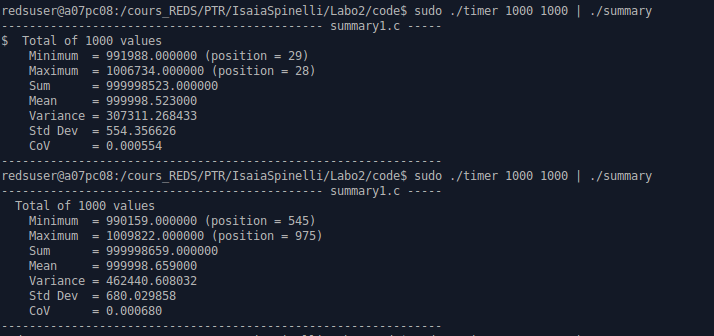 redsuser@a07pc08:/cours_REDS/PTR/IsaiaSpinelli/Labo2/code$ sudo ./timer 1000 1000 | ./summary
---------------------------------------------- summary1.c -----
$  Total of 1000 values
    Minimum  = 991988.000000 (position = 29)
    Maximum  = 1006734.000000 (position = 28)
    Sum      = 999998523.000000
    Mean     = 999998.523000
    Variance = 307311.268433
    Std Dev  = 554.356626
    CoV      = 0.000554
---------------------------------------------------------------
redsuser@a07pc08:/cours_REDS/PTR/IsaiaSpinelli/Labo2/code$ sudo ./timer 1000 1000 | ./summary
---------------------------------------------- summary1.c -----
  Total of 1000 values
    Minimum  = 990159.000000 (position = 545)
    Maximum  = 1009822.000000 (position = 975)
    Sum      = 999998659.000000
    Mean     = 999998.659000
    Variance = 462440.608032
    Std Dev  = 680.029858
    CoV      = 0.000680
---------------------------------------------------------------